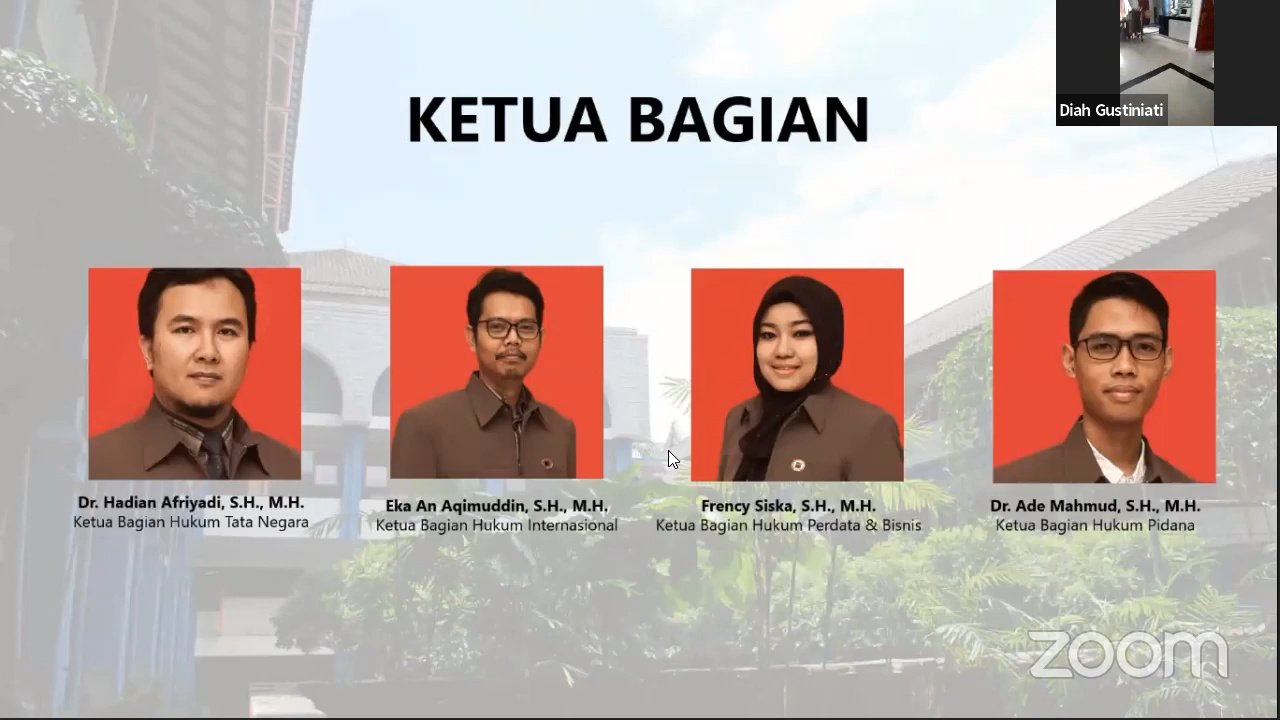 Diah Gustiniati
KETUA BAGIAN
Dr. Hadian Afriyadi, S.H., M.H.
Ketua Bagian Hukum Tata Negara
Eka An Aqimuddin, S.H., M.H.
Ketua Bagian Hukum Internasional
Frency Siska, S.H., M.H.
Ketua Bagian Hukum Perdata & Bisnis
Dr. Ade Mahmud, S.H., M.H.
Ketua Bagian Hukum Pidana
zoom